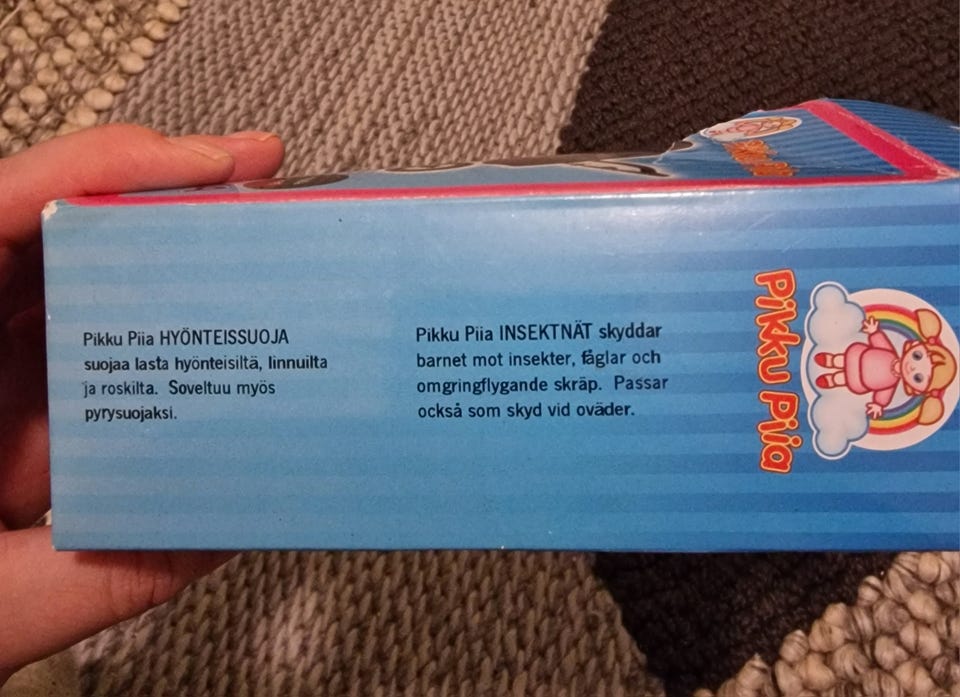 Pikku Piia HYÖNTEISSUOJA
suojaa lasta hyönteisiltä, linnuilta
ja roskilta. Soveltuu myös
pyrysuojaksi.
Pikku Piia INSEKTNÄT skyddar
barnet mot insekter, fåglar och
omgringflygande skräp. Passar
också som skyd vid oväder.
Pikku Piia